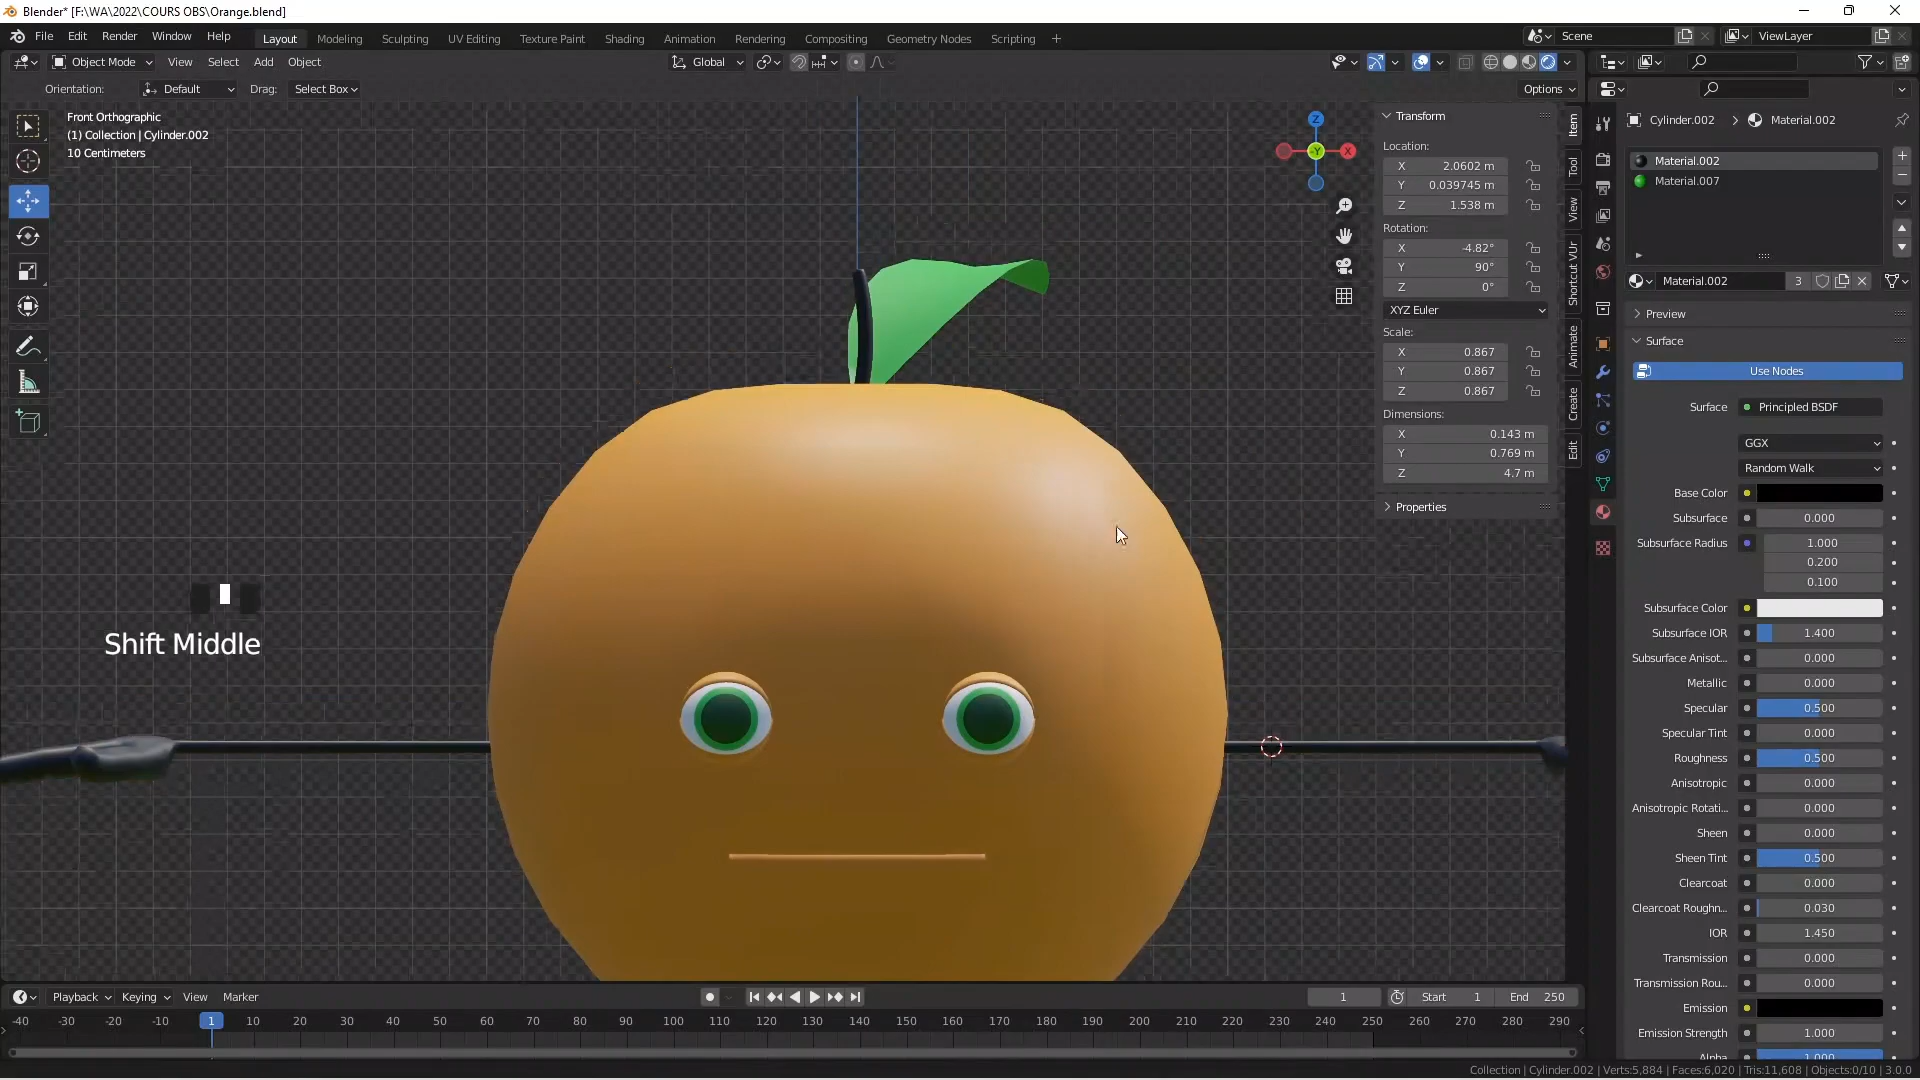 Blender* [F:\WA\2022\COURS OBS\Orange.blend]
File Edit Render Window Help
Layout Modeling Sculpting UV Editing Texture Paint Shading Animation Rendering Compositing Geometry Nodes Scripting +
Scene
ViewLayer
Object Mode View Select Add Object
Global
Orientation: Default Drag: Select Box
Options
Front Orthographic
(1) Collection | Cylinder.002
10 Centimeters
Z
-Y
X
Transform
Location:
X 2.0602 m
Y 0.039745 m
Z 1.538 m
Rotation:
X -4.82°
Y 90°
Z 0°
XYZ Euler
Scale:
X 0.867
Y 0.867
Z 0.867
Dimensions:
X 0.143 m
Y 0.769 m
Z 4.7 m
Properties
Item
Tool
View
Shortcut VUr
Animate
Create
Edit
Shift Middle
Cylinder.002 > Material.002
Material.002
Material.007
Material.002 3
Preview
Surface
Use Nodes
Surface Principled BSDF
GGX
Random Walk
Base Color
Subsurface 0.000
Subsurface Radius 1.000
0.200
0.100
Subsurface Color
Subsurface IOR 1.400
Subsurface Anisot... 0.000
Metallic 0.000
Specular 0.500
Specular Tint 0.000
Roughness 0.500
Anisotropic 0.000
Anisotropic Rotati... 0.000
Sheen 0.000
Sheen Tint 0.500
Clearcoat 0.000
Clearcoat Roughn... 0.030
IOR 1.450
Transmission 0.000
Transmission Rou... 0.000
Emission
Emission Strength 1.000
Alpha 1.000
Playback Keying View Marker
1 Start 1 End 250
-40 -30 -20 -10 1 10 20 30 40 50 60 70 80 90 100 110 120 130 140 150 160 170 180 190 200 210 220 230 240 250 260 270 280 290
Collection | Cylinder.002 | Verts:5,884 | Faces:6,020 | Tris:11,608 | Objects:0/10 | 3.0.0